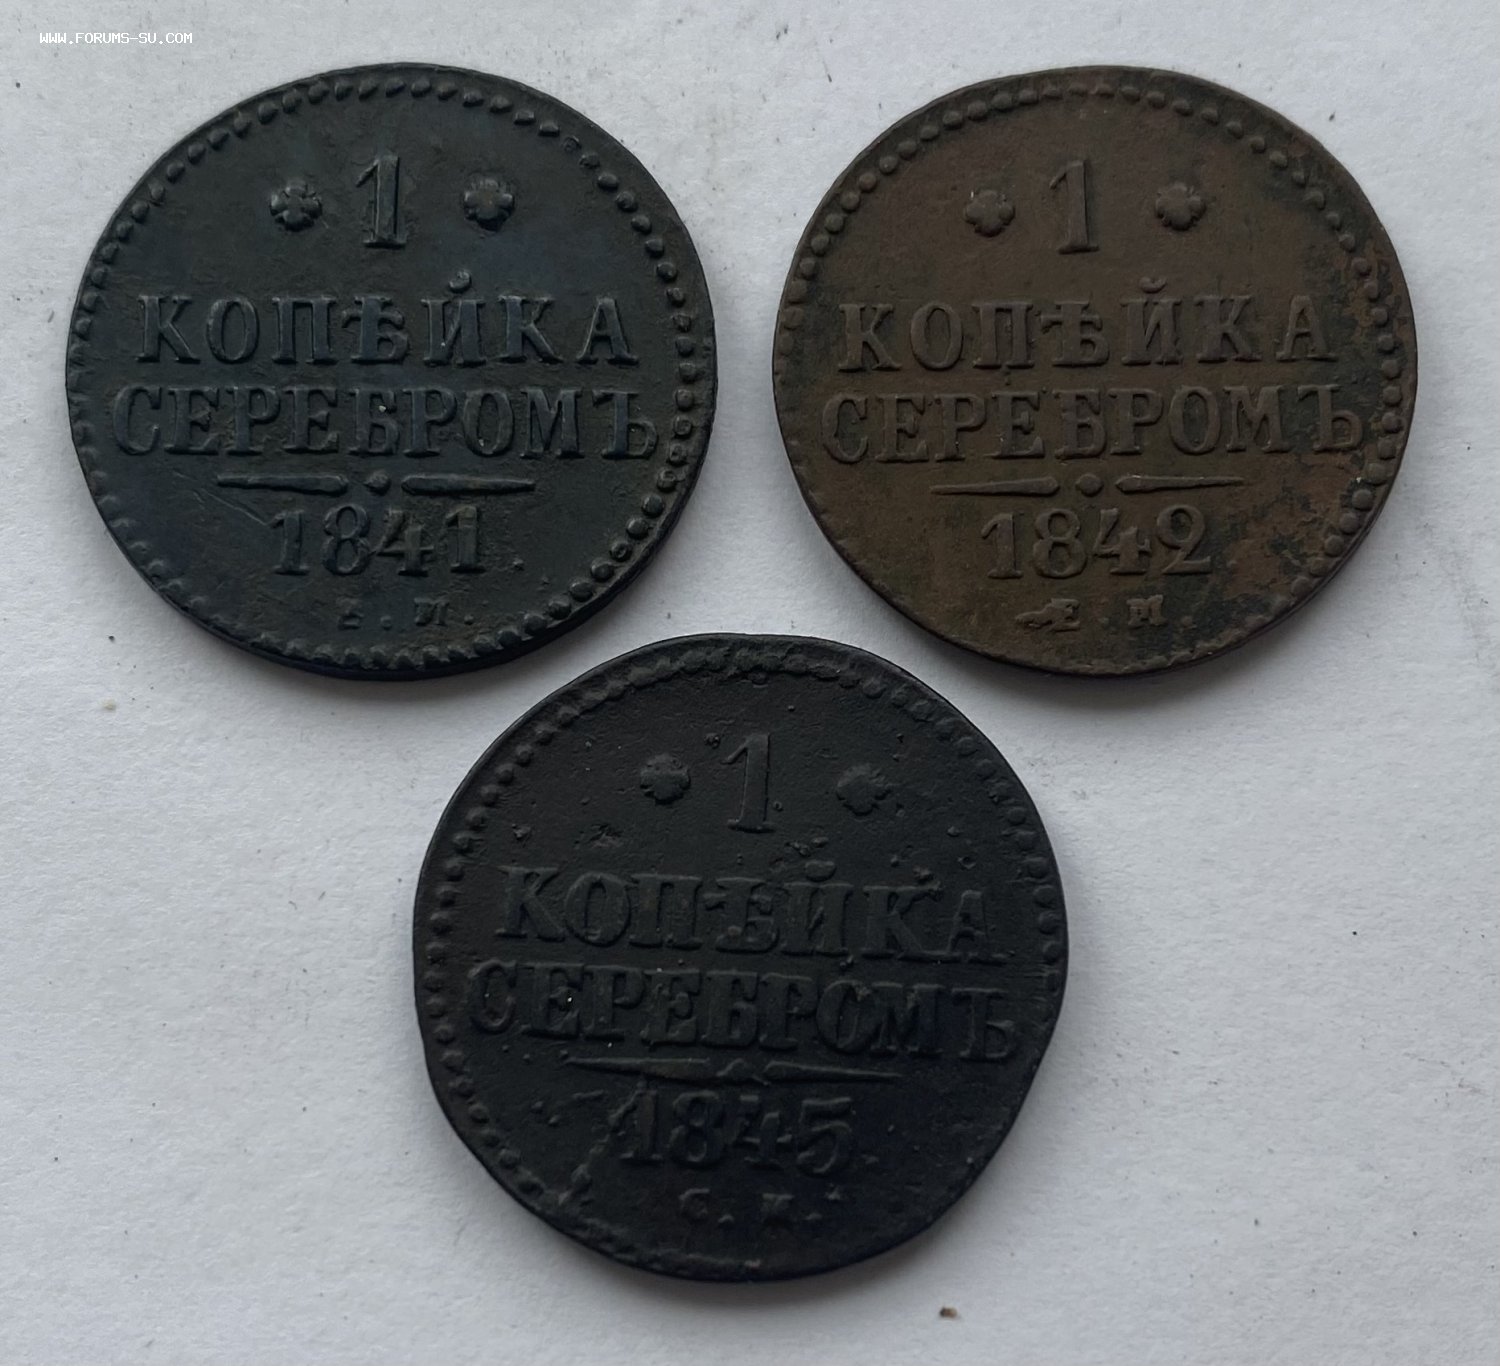 WWW.FORUMS-SU.COM
1
КОПѢЙКА
СЕРЕБРОМЪ
1841.
Е.М.
1
КОПѢЙКА
СЕРЕБРОМЪ
1842
Е.М.
1
КОПѢЙКА
СЕРЕБРОМЪ
1845
С.М.